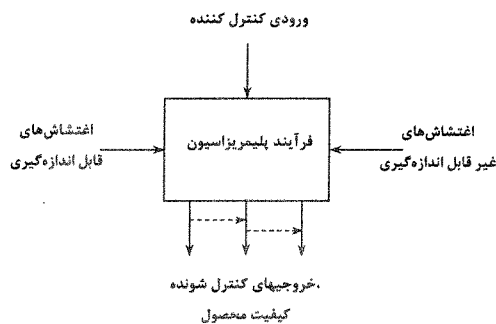 ورودی کنترل کننده
اغتشاش‌های
قابل اندازه‌گیری
فرآیند پلیمریزاسیون
اغتشاش‌های
غیر قابل اندازه‌گیری
خروجیهای کنترل شونده،
کیفیت محصول